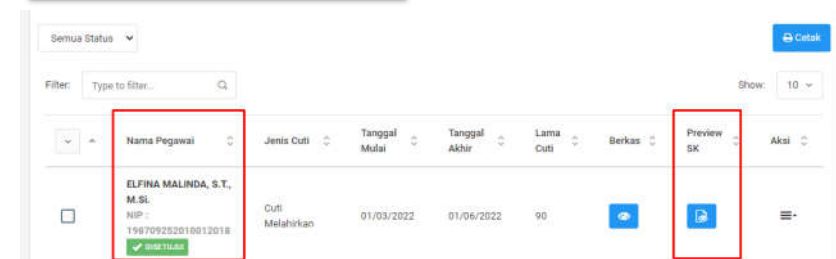 Semua Status
Cetak
Filter: Type to filter... Show: 10
Nama Pegawai Jenis Cuti Tanggal Mulai Tanggal Akhir Lama Cuti Berkas Preview SK Aksi
ELFINA MALINDA, S.T.,
M.Si.
NIP :
198709252010012018
DISETUJUI
Cuti
Melahirkan
01/03/2022 01/06/2022 90